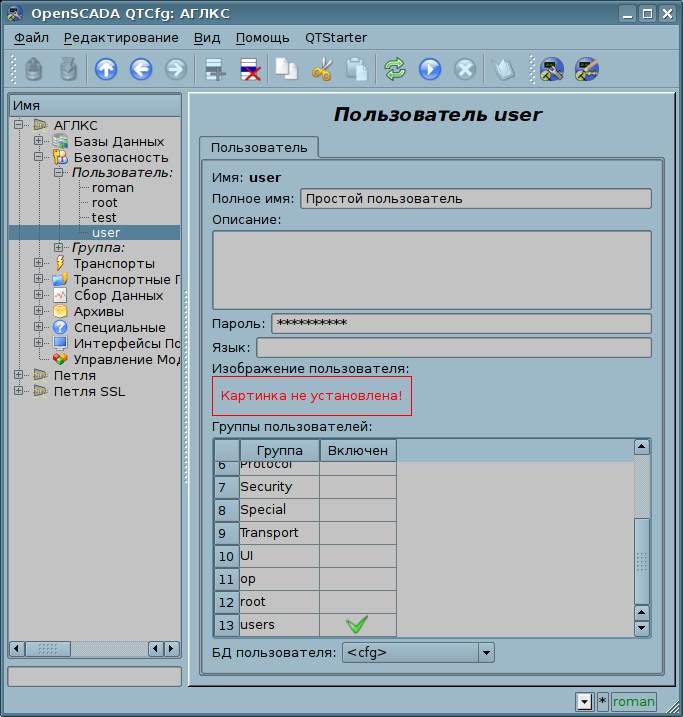 OpenSCADA QTCfg: АГЛКС
Файл Редактирование Вид Помощь QTStarter
Имя
АГЛКС
Базы Данных
Безопасность
Пользователь:
roman
root
test
user
Группа:
Транспорты
Транспортные П
Сбор Данных
Архивы
Специальные
Интерфейсы По
Управление Мод
Петля
Петля SSL
Пользователь user
Пользователь
Имя: user
Полное имя: Простой пользователь
Описание:
Пароль: **********
Язык:
Изображение пользователя:
Картинка не установлена!
Группы пользователей:
Группа Включен
6 Protocol
7 Security
8 Special
9 Transport
10 UI
11 op
12 root
13 users
БД пользователя: <cfg>
* roman